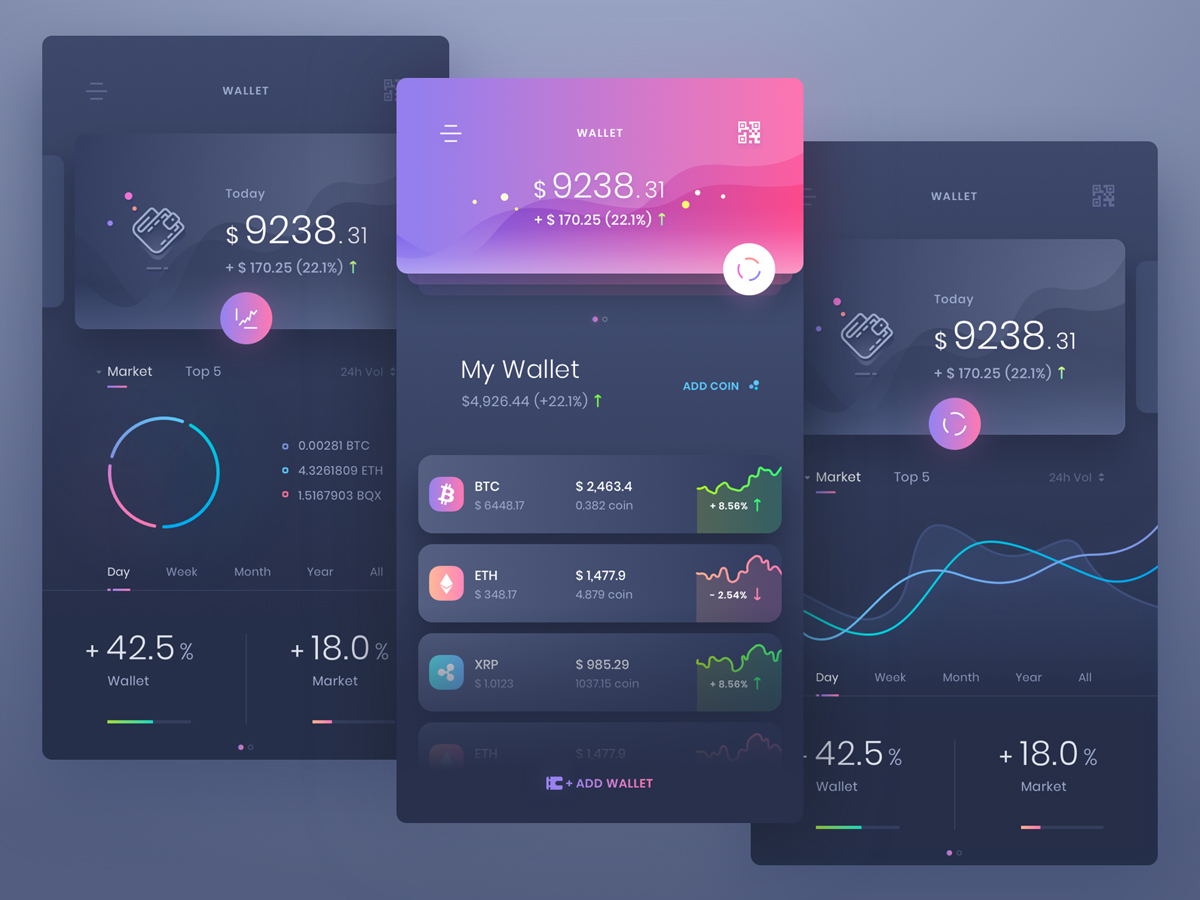 WALLET
Today
$ 9238.31
+ $ 170.25 (22.1%) ↑
Market Top 5 24h Vol
0.00281 BTC
4.3261809 ETH
1.5167903 BQX
Day Week Month Year All
+ 42.5 % + 18.0 %
Wallet Market
WALLET
$ 9238.31
+ $ 170.25 (22.1%) ↑
My Wallet
$4,926.44 (+22.1%) ↑
ADD COIN
BTC $ 2,463.4
$ 6448.17 0.382 coin
+ 8.56% ↑
ETH $ 1,477.9
$ 348.17 4.879 coin
- 2.54% ↓
XRP $ 985.29
$ 1.0123 1037.15 coin
+ 8.56% ↑
ETH $ 1,477.9
+ ADD WALLET
WALLET
Today
$ 9238.31
+ $ 170.25 (22.1%) ↑
Market Top 5 24h Vol
Day Week Month Year All
42.5 % + 18.0 %
Wallet Market